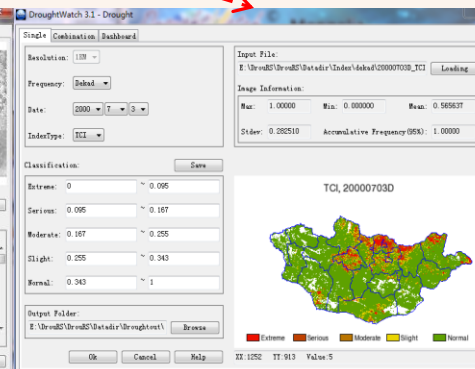 DroughtWatch 3.1 - Drought
Single Combination Dashboard
Resolution: 1KM
Frequency: Dekad
Date: 2000 7 3
IndexType: TCI
Input File:
E:\DrouRS\DrouRS\Datadir\Index\dekad\20000703D_TCI Loading
Image Information:
Max: 1.00000 Min: 0.000000 Mean: 0.565637
Stdev: 0.282510 Accumulative Frequency(95%): 1.00000
Classification: Save
Extreme: 0 ~ 0.095
Serious: 0.095 ~ 0.167
Moderate: 0.167 ~ 0.255
Slight: 0.255 ~ 0.343
Normal: 0.343 ~ 1
Output Folder:
E:\DrouRS\DrouRS\Datadir\Droughtout\ Browse
Ok Cancel Help
TCI, 20000703D
Extreme Serious Moderate Slight Normal
XX:1252 YY:913 Value:5